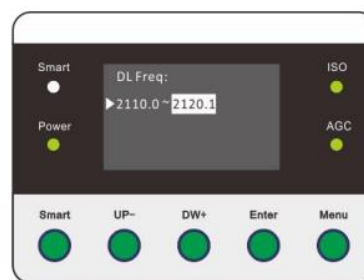 Smart
ISO
DL Freq:
▶2110.0~2120.1
Power
AGC
Smart UP- DW+ Enter Menu